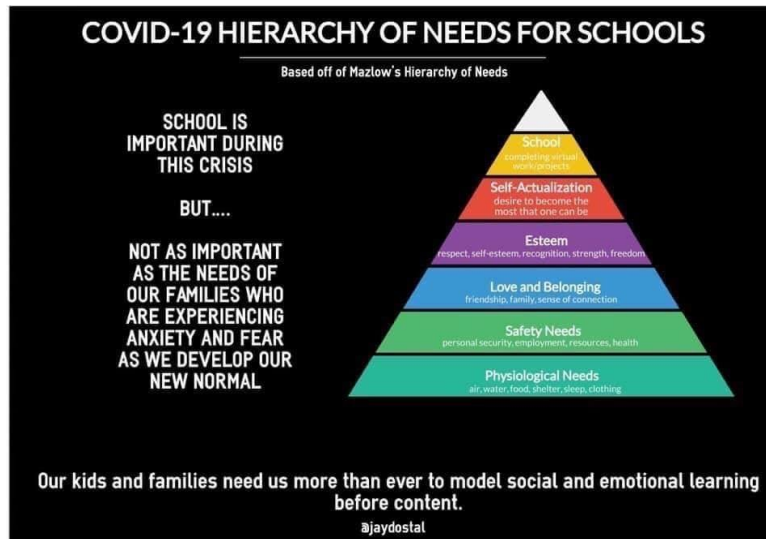 COVID-19 HIERARCHY OF NEEDS FOR SCHOOLS
Based off of Mazlow's Hierarchy of Needs
SCHOOL IS
IMPORTANT DURING
THIS CRISIS
BUT....
NOT AS IMPORTANT
AS THE NEEDS OF
OUR FAMILIES WHO
ARE EXPERIENCING
ANXIETY AND FEAR
AS WE DEVELOP OUR
NEW NORMAL
School
completing virtual
work/projects
Self-Actualization
desire to become the
most that one can be
Esteem
respect, self-esteem, recognition, strength, freedom
Love and Belonging
friendship, family, sense of connection
Safety Needs
personal security, employment, resources, health
Physiological Needs
air, water, food, shelter, sleep, clothing
Our kids and families need us more than ever to model social and emotional learning
before content.
@jaydostal